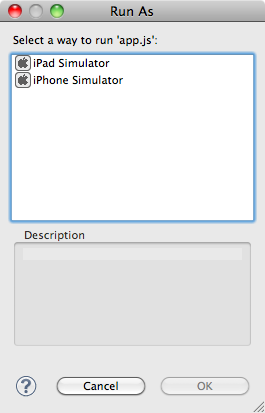 Run As
Select a way to run 'app.js':
iPad Simulator
iPhone Simulator
Description
?
Cancel
OK